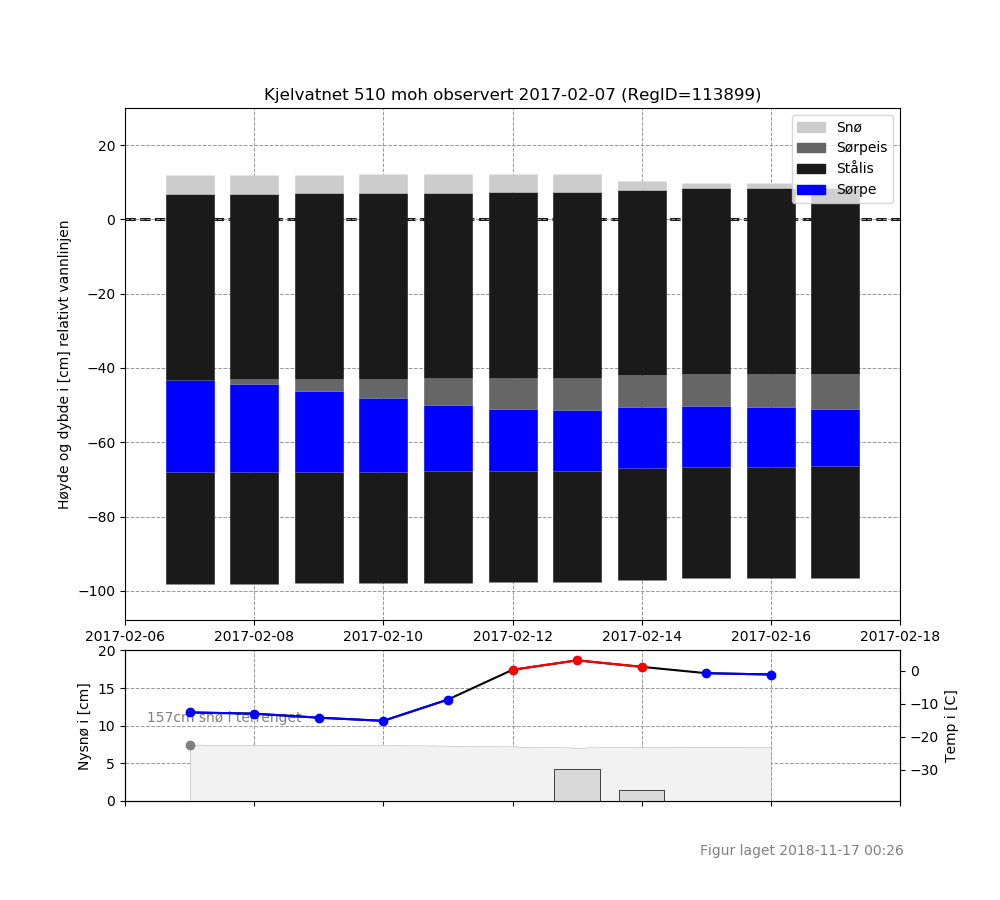 Kjelvatnet 510 moh observert 2017-02-07 (RegID=113899)
Snø
Sørpeis
Stålis
Sørpe
20
0
−20
−40
−60
−80
−100
Høyde og dybde i [cm] relativt vannlinjen
2017-02-06 2017-02-08 2017-02-10 2017-02-12 2017-02-14 2017-02-16 2017-02-18
20
15
10
5
0
Nysnø i [cm]
157cm snø i terrenget
0
−10
−20
−30
Temp i [C]
Figur laget 2018-11-17 00:26